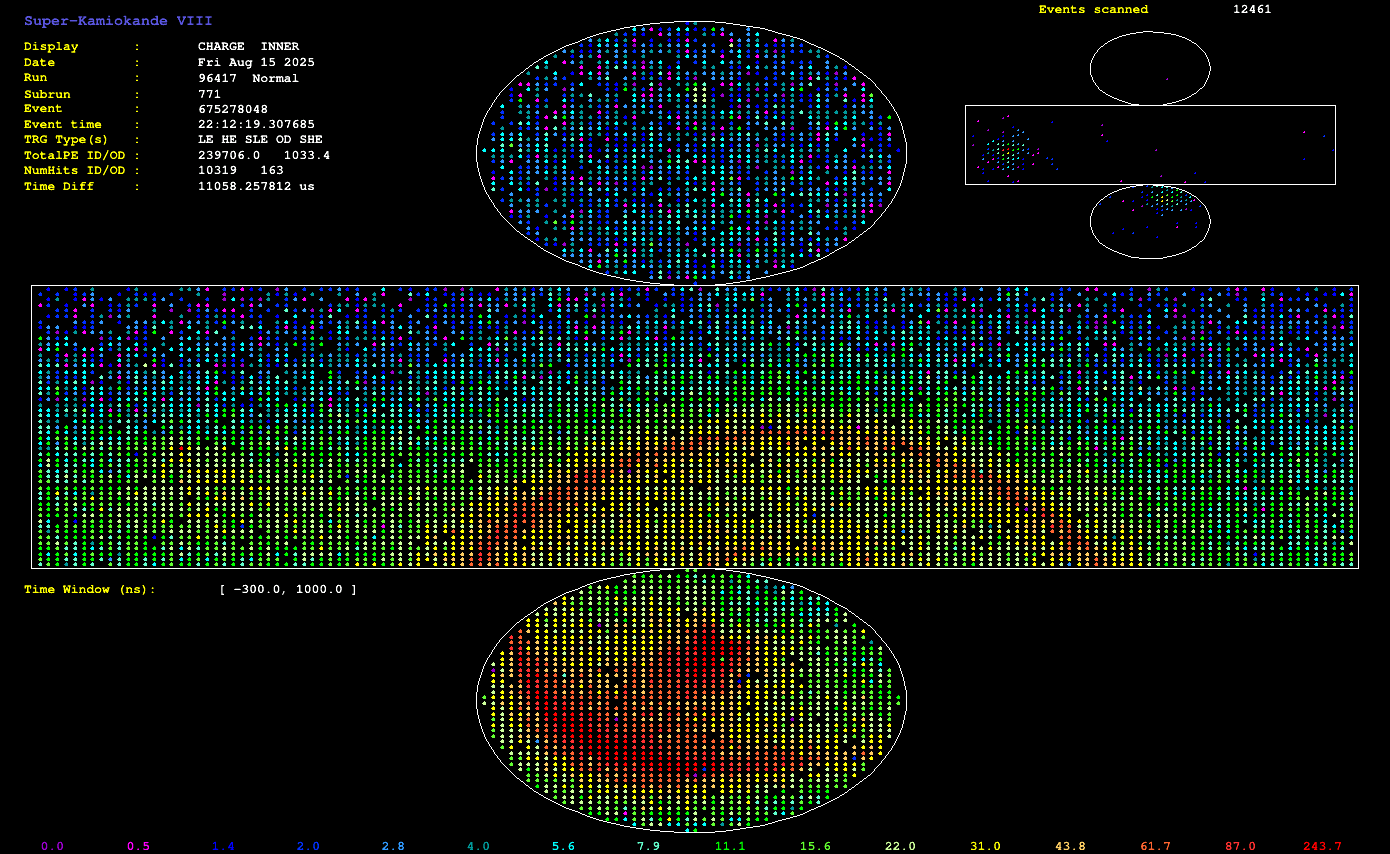 Super-Kamiokande VIII
Display : CHARGE INNER
Date : Fri Aug 15 2025
Run : 96417 Normal
Subrun : 771
Event : 675278048
Event time : 22:12:19.307685
TRG Type(s) : LE HE SLE OD SHE
TotalPE ID/OD : 239706.0 1033.4
NumHits ID/OD : 10319 163
Time Diff : 11058.257812 us
Events scanned 12461
Time Window (ns): [ -300.0, 1000.0 ]
0.0 0.5 1.4 2.0 2.8 4.0 5.6 7.9 11.1 15.6 22.0 31.0 43.8 61.7 87.0 243.7